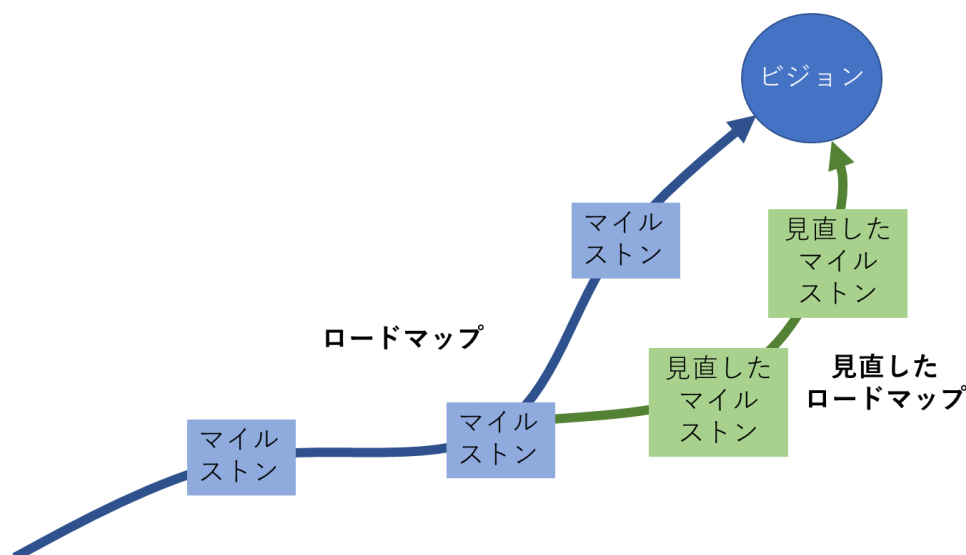 ビジョン
マイル
ストン
見直した
マイル
ストン
ロードマップ
見直した
マイル
ストン
見直した
ロードマップ
マイル
ストン
マイル
ストン